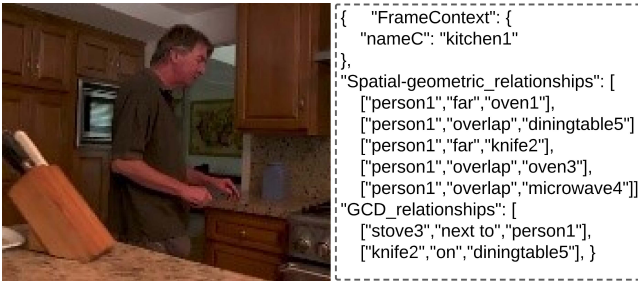 { "FrameContext": {
"nameC": "kitchen1"
},
"Spatial-geometric_relationships": [
["person1","far","oven1"],
["person1","overlap","diningtable5"]
["person1","far","knife2"],
["person1","overlap","oven3"],
["person1","overlap","microwave4"]]
"GCD_relationships": [
["stove3","next to","person1"],
["knife2","on","diningtable5"], }